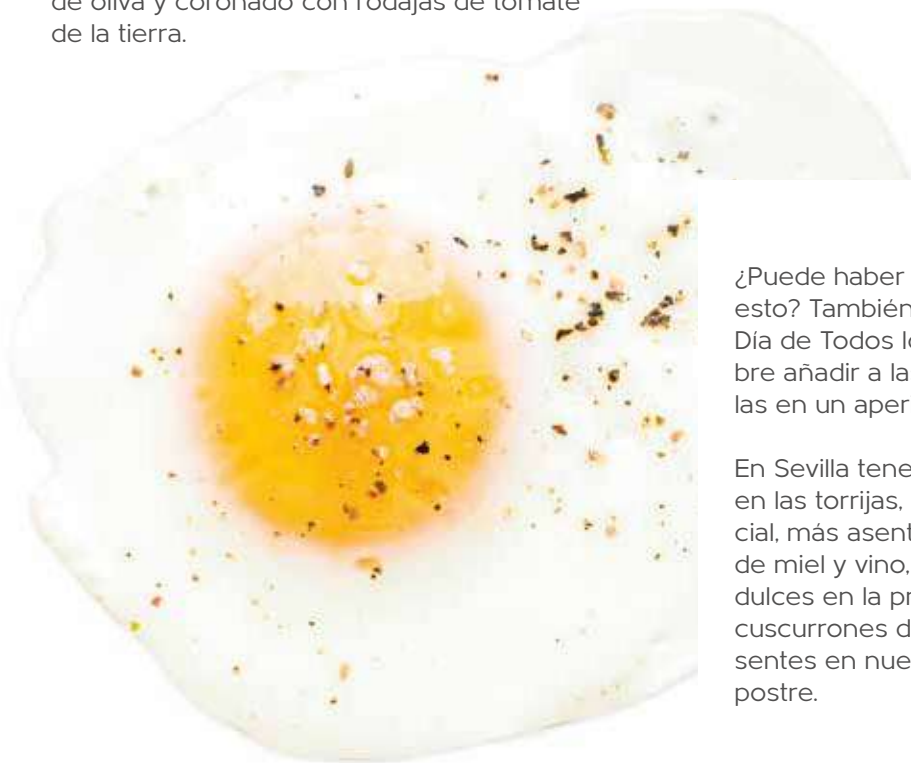 de oliva y coronado con rodajas de tomate
de la tierra.
¿Puede haber
esto? También
Día de Todos lo
bre añadir a la
las en un aper
En Sevilla tene
en las torrijas,
cial, más asent
de miel y vino,
dulces en la pr
cuscurrones d
sentes en nue
postre.